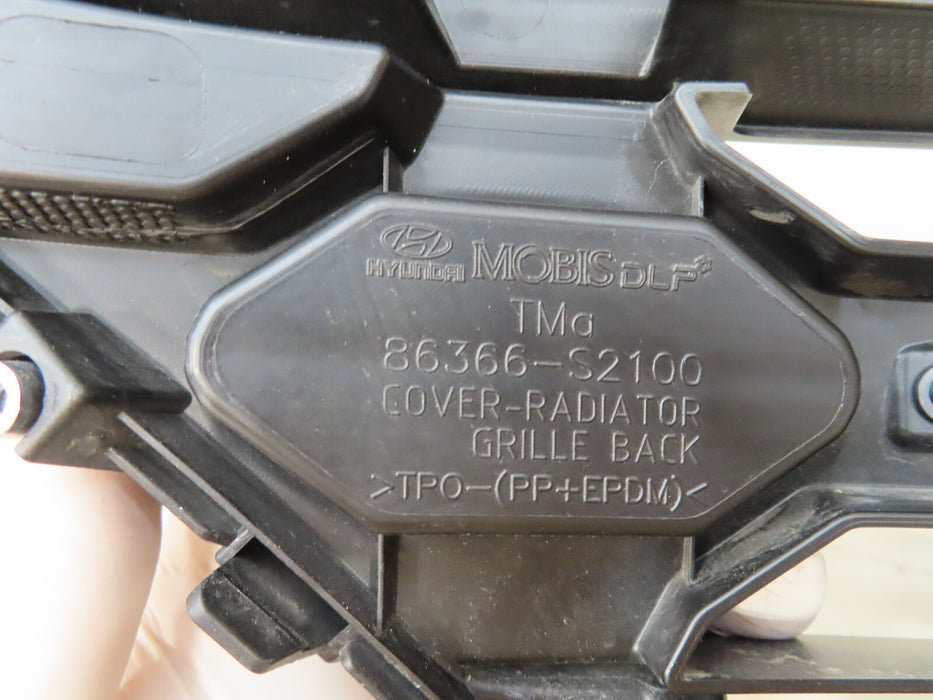 HYUNDAI MOBIS DLP
TMa
86366-S2100
COVER-RADIATOR
GRILLE BACK
>TPO-(PP+EPDM)<